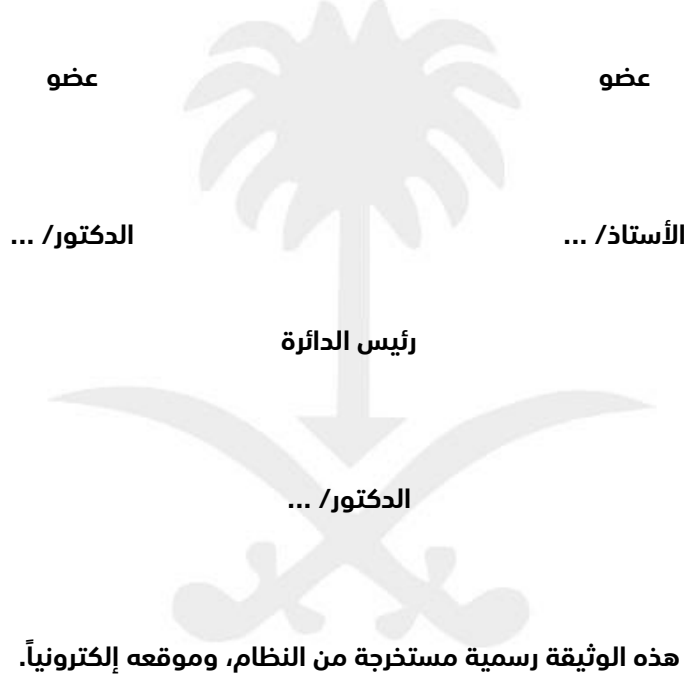 عضو
عضو
الأستاذ/ ...
الدكتور/ ...
رئيس الدائرة
الدكتور/ ...
هذه الوثيقة رسمية مستخرجة من النظام، وموقعه إلكترونياً.